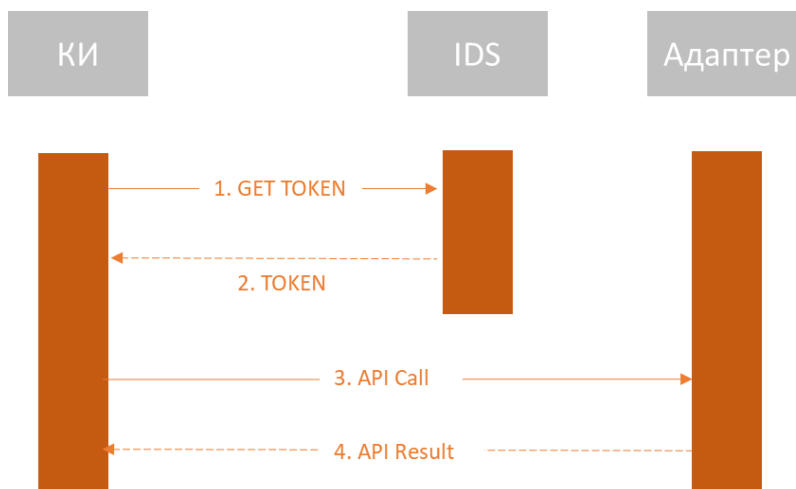 КИ
IDS
Адаптер
1. GET TOKEN
2. TOKEN
3. API Call
4. API Result